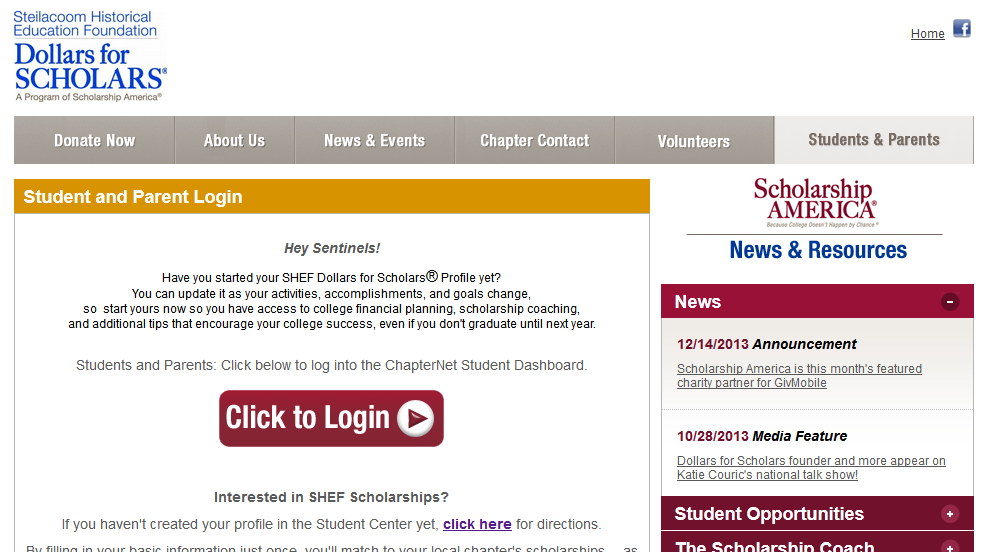 Steilacoom Historical
Education Foundation
Dollars for
SCHOLARS®
A Program of Scholarship America®
Home
Donate Now
About Us
News & Events
Chapter Contact
Volunteers
Students & Parents
Student and Parent Login
Hey Sentinels!
Have you started your SHEF Dollars for Scholars® Profile yet?
You can update it as your activities, accomplishments, and goals change,
so start yours now so you have access to college financial planning, scholarship coaching,
and additional tips that encourage your college success, even if you don't graduate until next year.
Students and Parents: Click below to log into the ChapterNet Student Dashboard.
Click to Login
Interested in SHEF Scholarships?
If you haven't created your profile in the Student Center yet, click here for directions.
By filling in your basic information just once, you'll match to your local chapter's scholarships ... as
Scholarship
AMERICA®
Because College Doesn't Happen by Chance®
News & Resources
News
12/14/2013 Announcement
Scholarship America is this month's featured
charity partner for GivMobile
10/28/2013 Media Feature
Dollars for Scholars founder and more appear on
Katie Couric's national talk show!
Student Opportunities
The Scholarship Coach